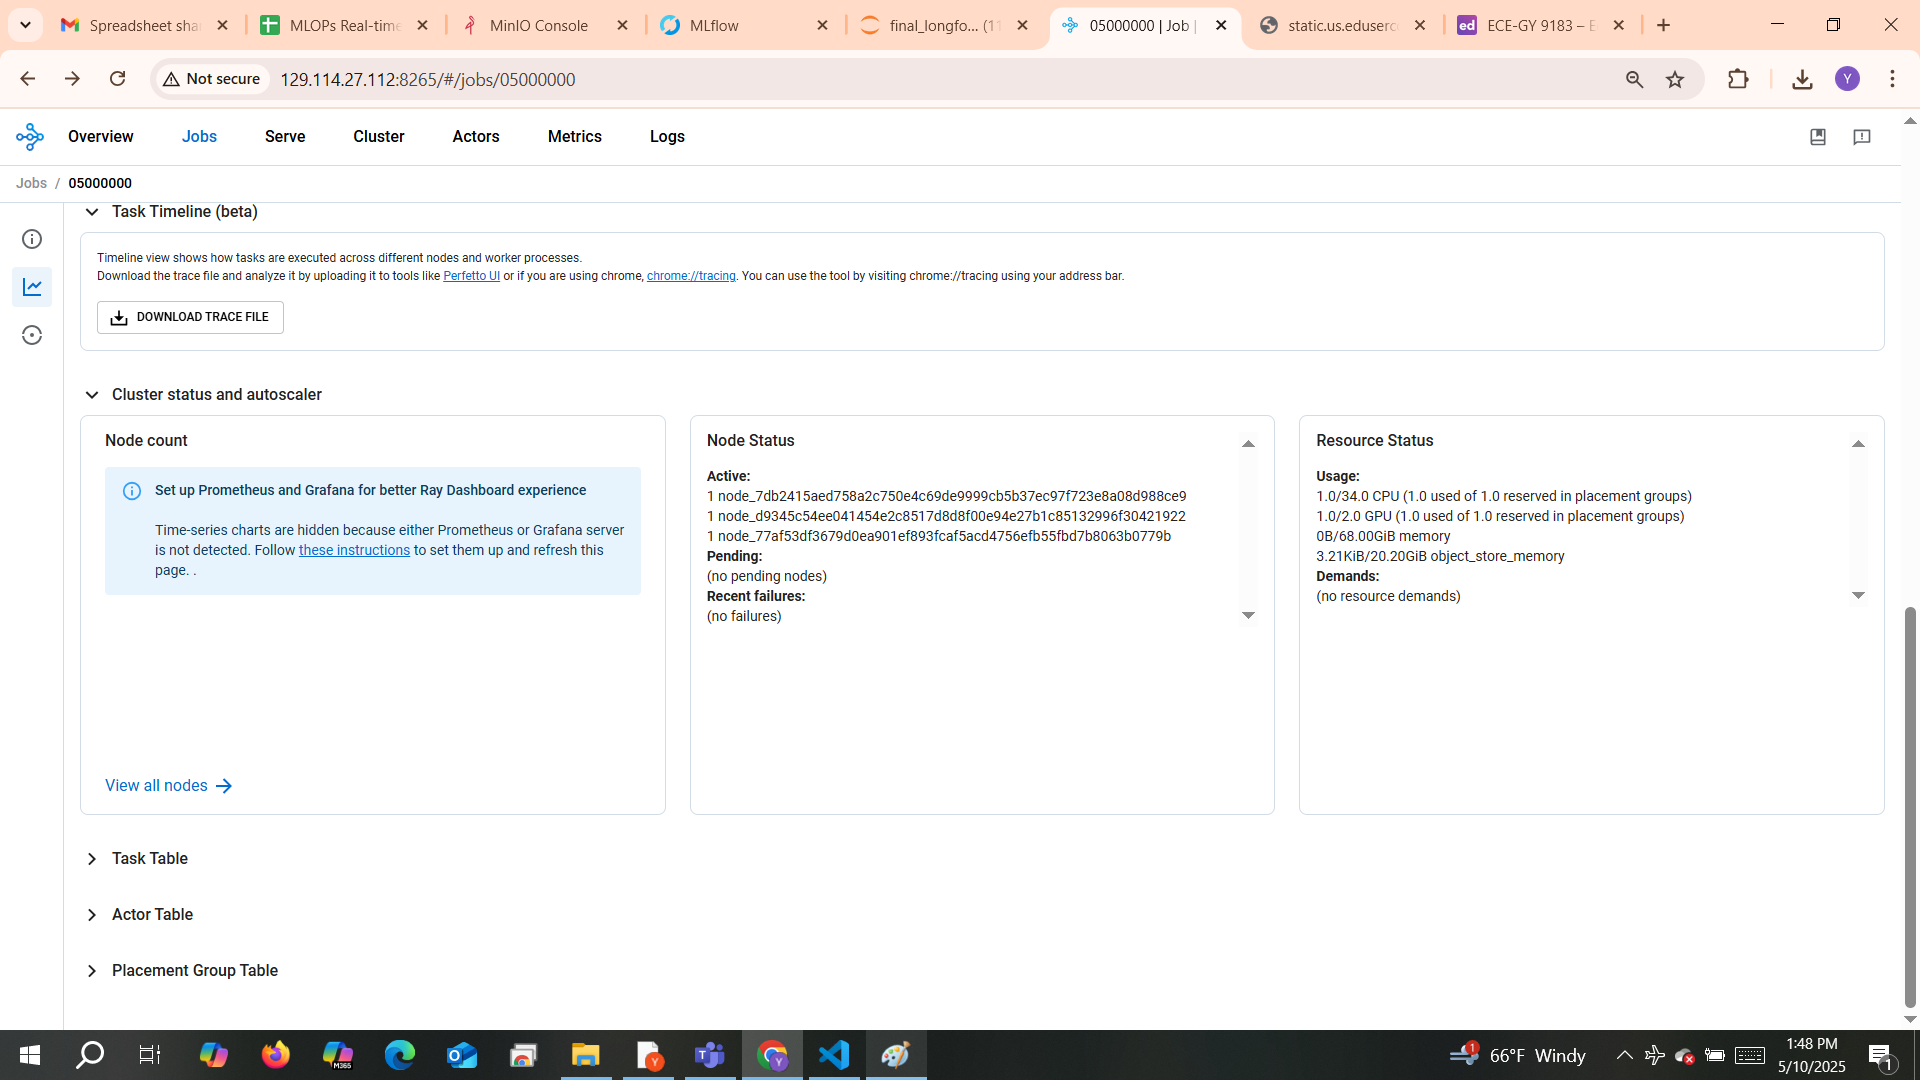 Spreadsheet sha
MLOPs Real-time
MinIO Console
MLflow
final_longfo... (11
05000000 | Job |
static.us.eduserc
ed
ECE-GY 9183 – E
Not secure
129.114.27.112:8265/#/jobs/05000000
Y
Overview
Jobs
Serve
Cluster
Actors
Metrics
Logs
Jobs / 05000000
Task Timeline (beta)
Timeline view shows how tasks are executed across different nodes and worker processes.
Download the trace file and analyze it by uploading it to tools like Perfetto UI or if you are using chrome, chrome://tracing. You can use the tool by visiting chrome://tracing using your address bar.
DOWNLOAD TRACE FILE
Cluster status and autoscaler
Node count
Set up Prometheus and Grafana for better Ray Dashboard experience
Time-series charts are hidden because either Prometheus or Grafana server
is not detected. Follow these instructions to set them up and refresh this
page. .
View all nodes
Node Status
Active:
1 node_7db2415aed758a2c750e4c69de9999cb5b37ec97f723e8a08d988ce9
1 node_d9345c54ee041454e2c8517d8d8f00e94e27b1c85132996f30421922
1 node_77af53df3679d0ea901ef893fcaf5acd4756efb55fbd7b8063b0779b
Pending:
(no pending nodes)
Recent failures:
(no failures)
Resource Status
Usage:
1.0/34.0 CPU (1.0 used of 1.0 reserved in placement groups)
1.0/2.0 GPU (1.0 used of 1.0 reserved in placement groups)
0B/68.00GiB memory
3.21KiB/20.20GiB object_store_memory
Demands:
(no resource demands)
Task Table
Actor Table
Placement Group Table
M365
Y
Y
1
66°F Windy
1:48 PM
5/10/2025
1